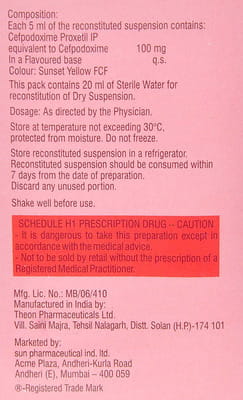 Composition:
Each 5 ml of the reconstituted suspension contains:
Cefpodoxime Proxetil IP
equivalent to Cefpodoxime 100 mg
In a Flavoured base q.s.
Colour: Sunset Yellow FCF
This pack contains 20 ml of Sterile Water for
reconstitution of Dry Suspension.
Dosage: As directed by the Physician.
Store at temperature not exceeding 30°C,
protected from moisture. Do not freeze.
Store reconstituted suspension in a refrigerator.
Reconstituted suspension should be consumed within
7 days from the date of preparation.
Discard any unused portion.
Shake well before use.
SCHEDULE H1 PRESCRIPTION DRUG -- CAUTION
- It is dangerous to take this preparation except in
accordance with the medical advice.
- Not to be sold by retail without the prescription of a
Registered Medical Practitioner.
Mfg. Lic. No.: MB/06/410
Manufactured in India by:
Theon Pharmaceuticals Ltd.
Vill. Saini Majra, Tehsil Nalagarh, Distt. Solan (H.P.)-174 101
Marketed by:
sun pharmaceutical ind. ltd.
Acme Plaza, Andheri-Kurla Road
Andheri (E), Mumbai – 400 059
®-Registered Trade Mark